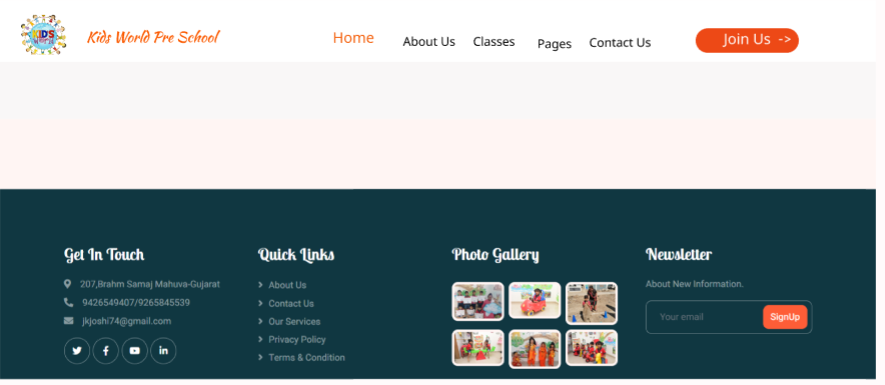 KIDS
World
Kids World Pre School
Home
About Us
Classes
Pages
Contact Us
Join Us ->
Get In Touch
207,Brahm Samaj Mahuva-Gujarat
9426549407/9265845539
jkjoshi74@gmail.com
Quick Links
> About Us
> Contact Us
> Our Services
> Privacy Policy
> Terms & Condition
Photo Gallery
Newsletter
About New Information.
Your email
SignUp